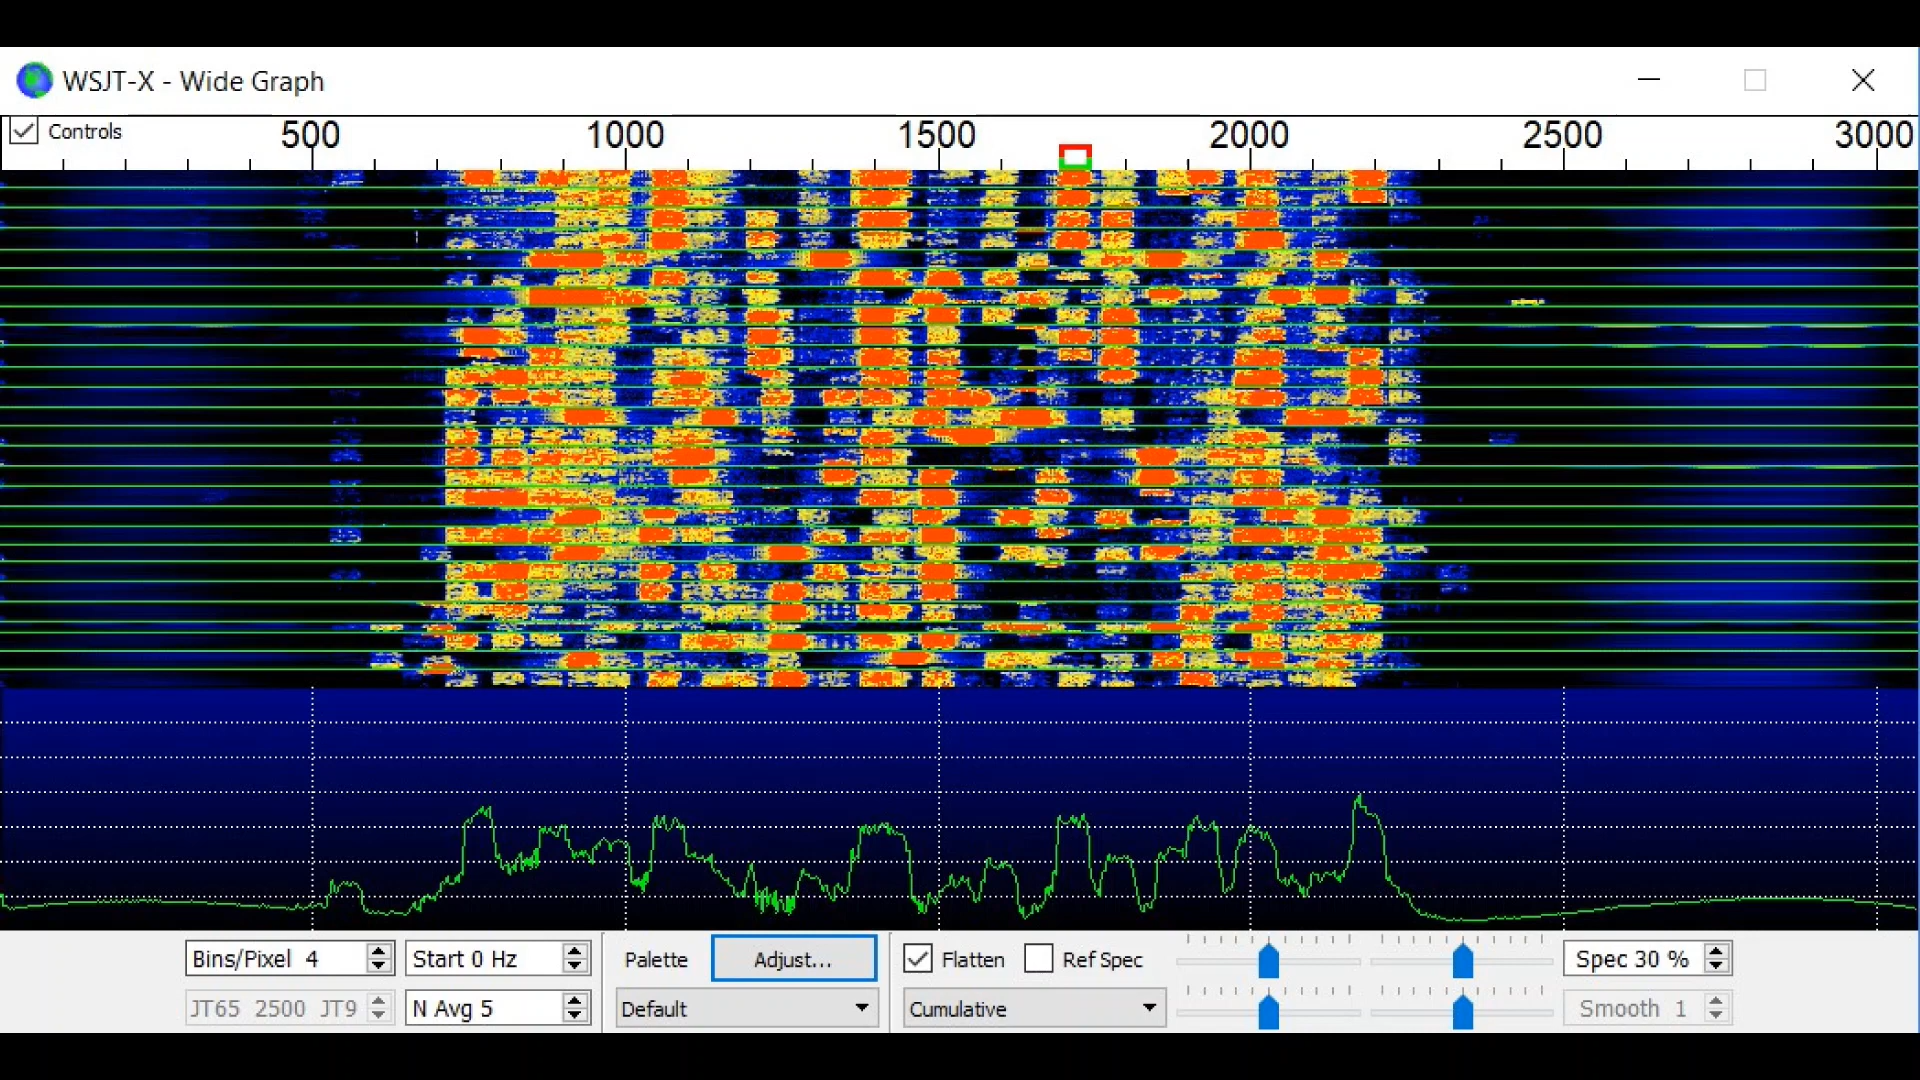 WSJT-X - Wide Graph
Controls 500 1000 1500 2000 2500 3000
Bins/Pixel 4 Start 0 Hz Palette Adjust... Flatten Ref Spec Spec 30 %
JT65 2500 JT9 N Avg 5 Default Cumulative Smooth 1